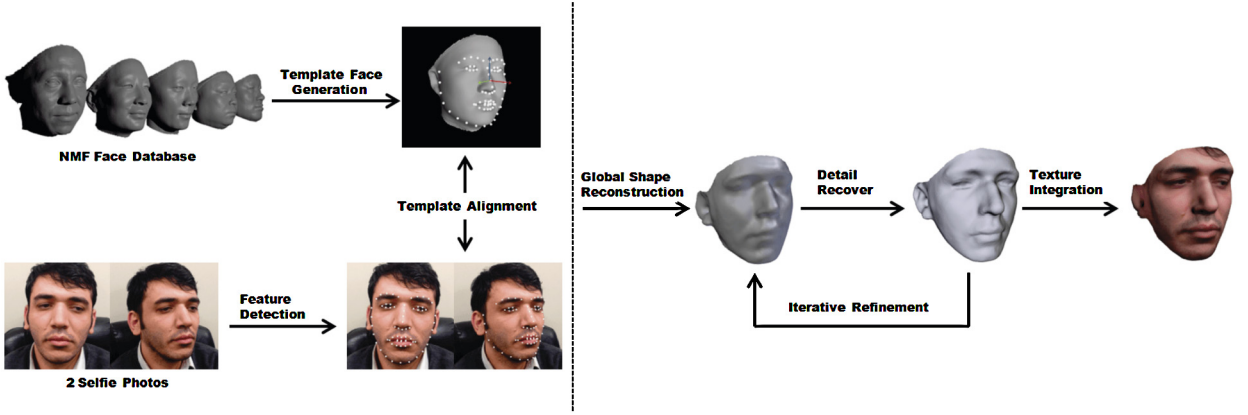 Template Face
Generation
NMF Face Database
Template Alignment
Feature
Detection
2 Selfie Photos
Global Shape
Reconstruction
Detail
Recover
Texture
Integration
Iterative Refinement